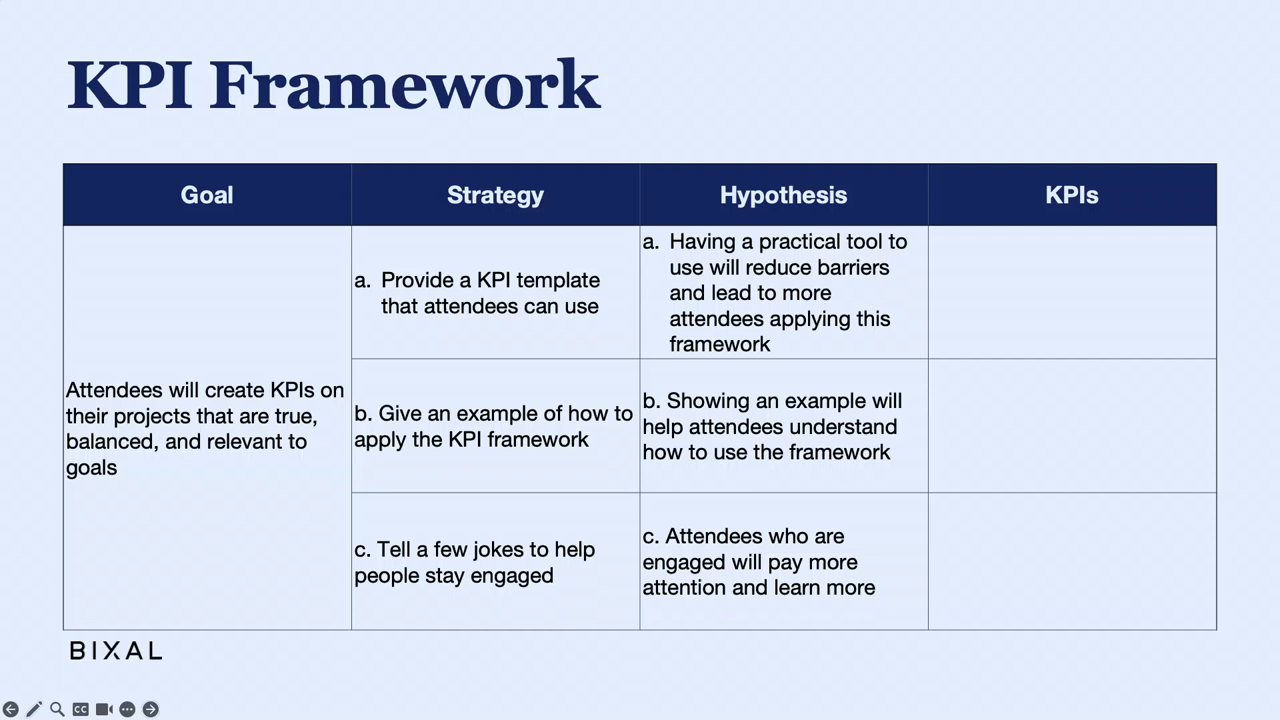 KPI Framework
Goal
Strategy
Hypothesis
KPIs
Attendees will create KPIs on
their projects that are true,
balanced, and relevant to
goals
a. Provide a KPI template
that attendees can use
a. Having a practical tool to
use will reduce barriers
and lead to more
attendees applying this
framework
b. Give an example of how to
apply the KPI framework
b. Showing an example will
help attendees understand
how to use the framework
c. Tell a few jokes to help
people stay engaged
c. Attendees who are
engaged will pay more
attention and learn more
BIXAL
CC